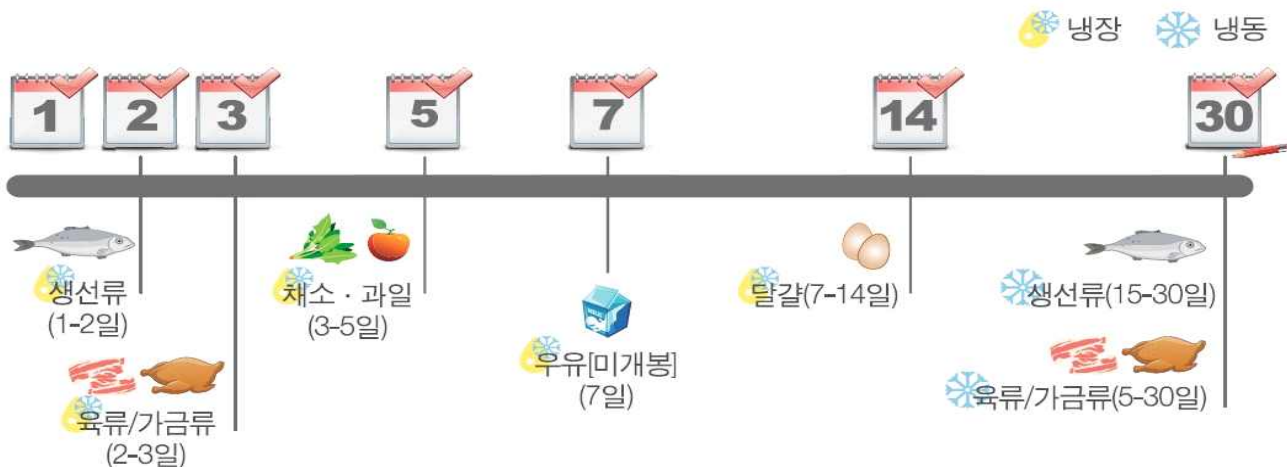 냉장 냉동
1 2 3 5 7 14 30
생선류
(1-2일)
육류/가금류
(2-3일)
채소 · 과일
(3-5일)
우유[미개봉]
(7일)
달걀(7-14일)
생선류(15-30일)
육류/가금류(5-30일)